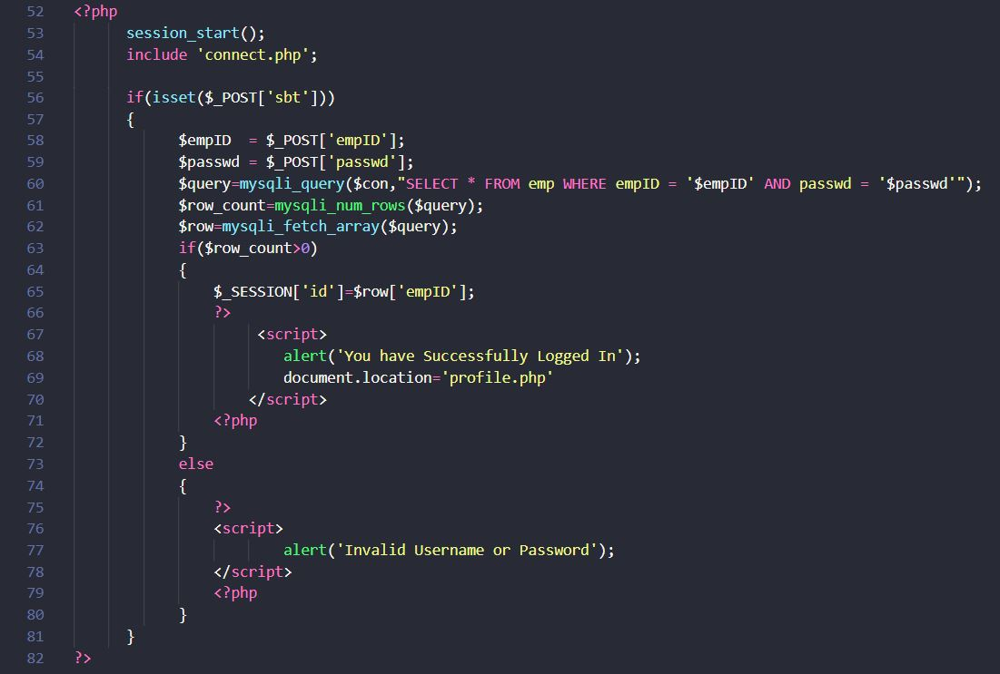 52 <?php
53 session_start();
54 include 'connect.php';
55
56 if(isset($_POST['sbt']))
57 {
58 $empID  = $_POST['empID'];
59 $passwd = $_POST['passwd'];
60 $query=mysqli_query($con,"SELECT * FROM emp WHERE empID = '$empID' AND passwd = '$passwd'");
61 $row_count=mysqli_num_rows($query);
62 $row=mysqli_fetch_array($query);
63 if($row_count>0)
64 {
65 $_SESSION['id']=$row['empID'];
66 ?>
67 <script>
68 alert('You have Successfully Logged In');
69 document.location='profile.php'
70 </script>
71 <?php
72 }
73 else
74 {
75 ?>
76 <script>
77 alert('Invalid Username or Password');
78 </script>
79 <?php
80 }
81 }
82 ?>